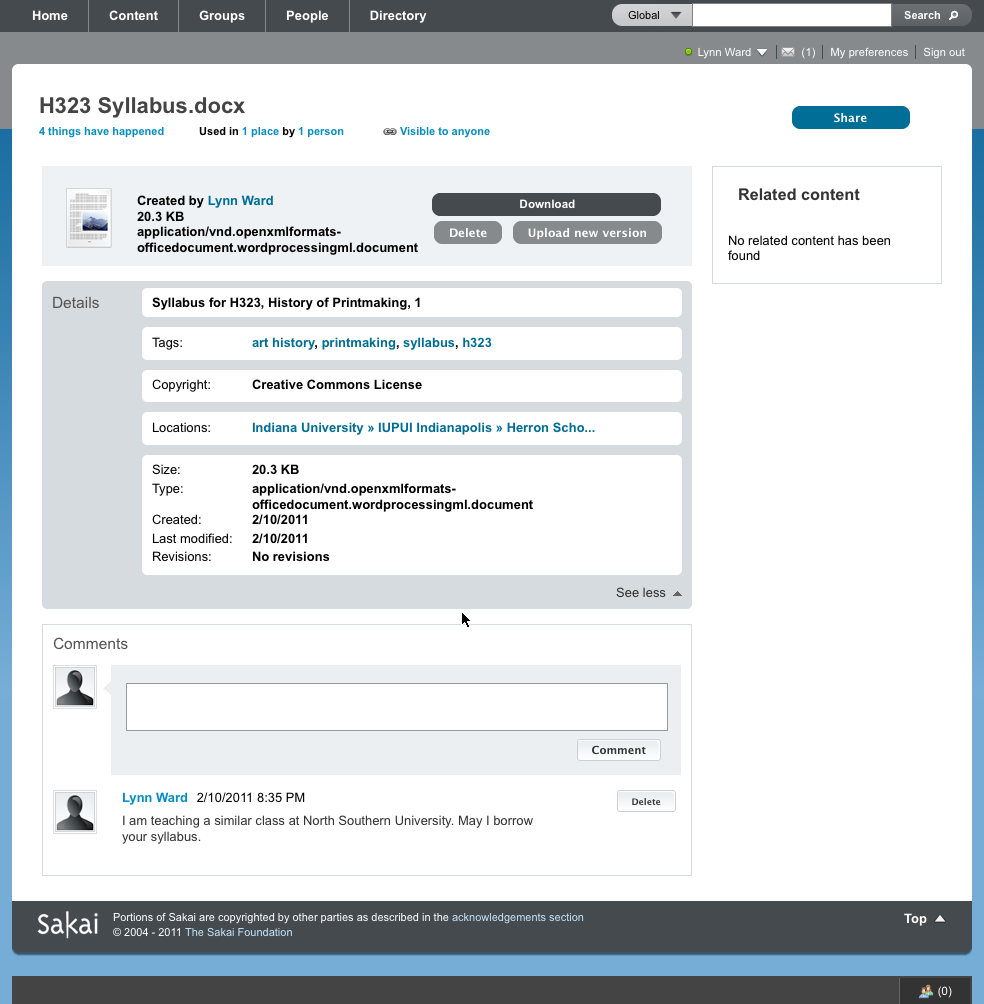 Home Content Groups People Directory Global Search
Lynn Ward (1) My preferences Sign out
H323 Syllabus.docx
Share
4 things have happened Used in 1 place by 1 person Visible to anyone
Created by Lynn Ward
20.3 KB
application/vnd.openxmlformats-
officedocument.wordprocessingml.document
Download
Delete Upload new version
Related content
No related content has been
found
Details
Syllabus for H323, History of Printmaking, 1
Tags: art history, printmaking, syllabus, h323
Copyright: Creative Commons License
Locations: Indiana University » IUPUI Indianapolis » Herron Scho...
Size: 20.3 KB
Type: application/vnd.openxmlformats-
officedocument.wordprocessingml.document
Created: 2/10/2011
Last modified: 2/10/2011
Revisions: No revisions
See less
Comments
Comment
Lynn Ward 2/10/2011 8:35 PM
Delete
I am teaching a similar class at North Southern University. May I borrow
your syllabus.
Sakai
Portions of Sakai are copyrighted by other parties as described in the acknowledgements section
© 2004 - 2011 The Sakai Foundation
Top
(0)